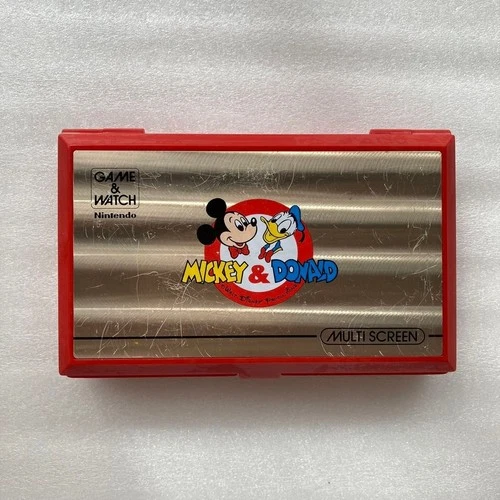 GAME
&
WATCH
Nintendo
MICKEY & DONALD
MULTI SCREEN